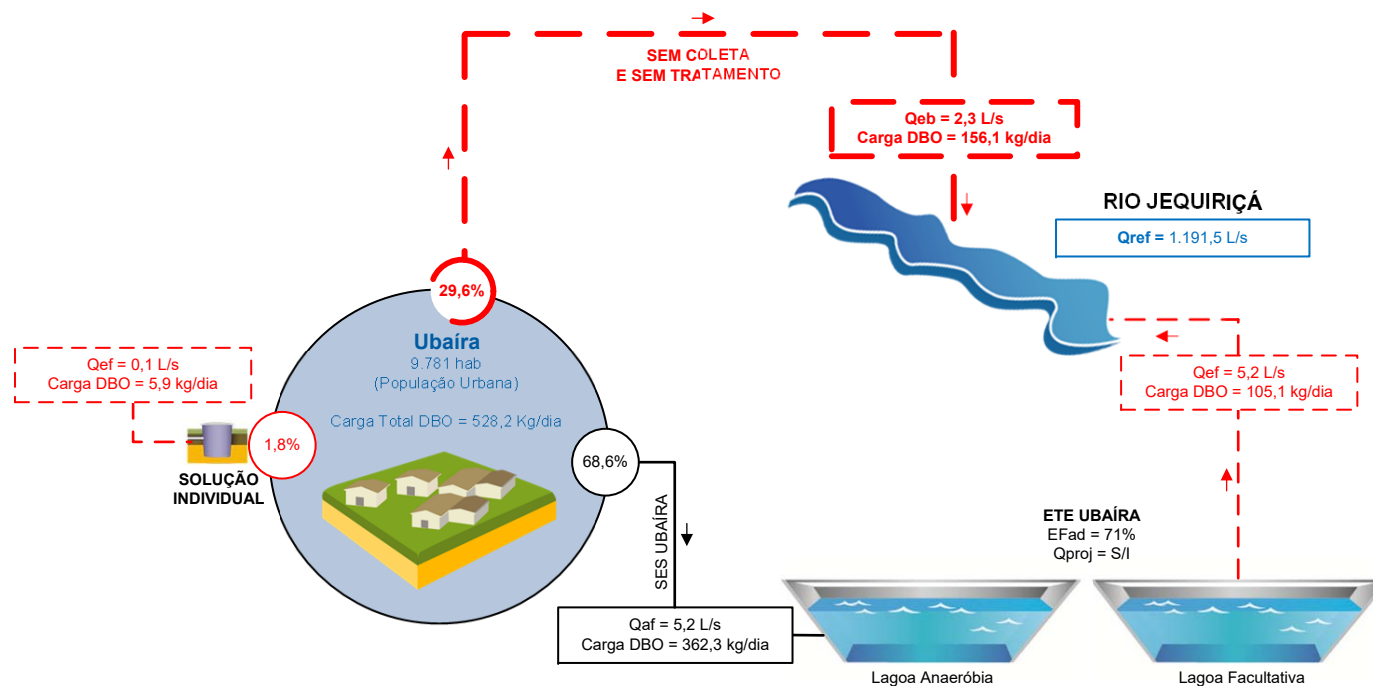 SEM COLETA
E SEM TRATAMENTO
Qeb = 2,3 L/s
Carga DBO = 156,1 kg/dia
RIO JEQUIRIÇÁ
Qref = 1.191,5 L/s
29,6%
Ubaíra
9.781 hab
(População Urbana)
Carga Total DBO = 528,2 Kg/dia
Qef = 0,1 L/s
Carga DBO = 5,9 kg/dia
1,8%
SOLUÇÃO
INDIVIDUAL
68,6%
SES UBAÍRA
Qaf = 5,2 L/s
Carga DBO = 362,3 kg/dia
Qef = 5,2 L/s
Carga DBO = 105,1 kg/dia
ETE UBAÍRA
EFad = 71%
Qproj = S/I
Lagoa Anaeróbia
Lagoa Facultativa